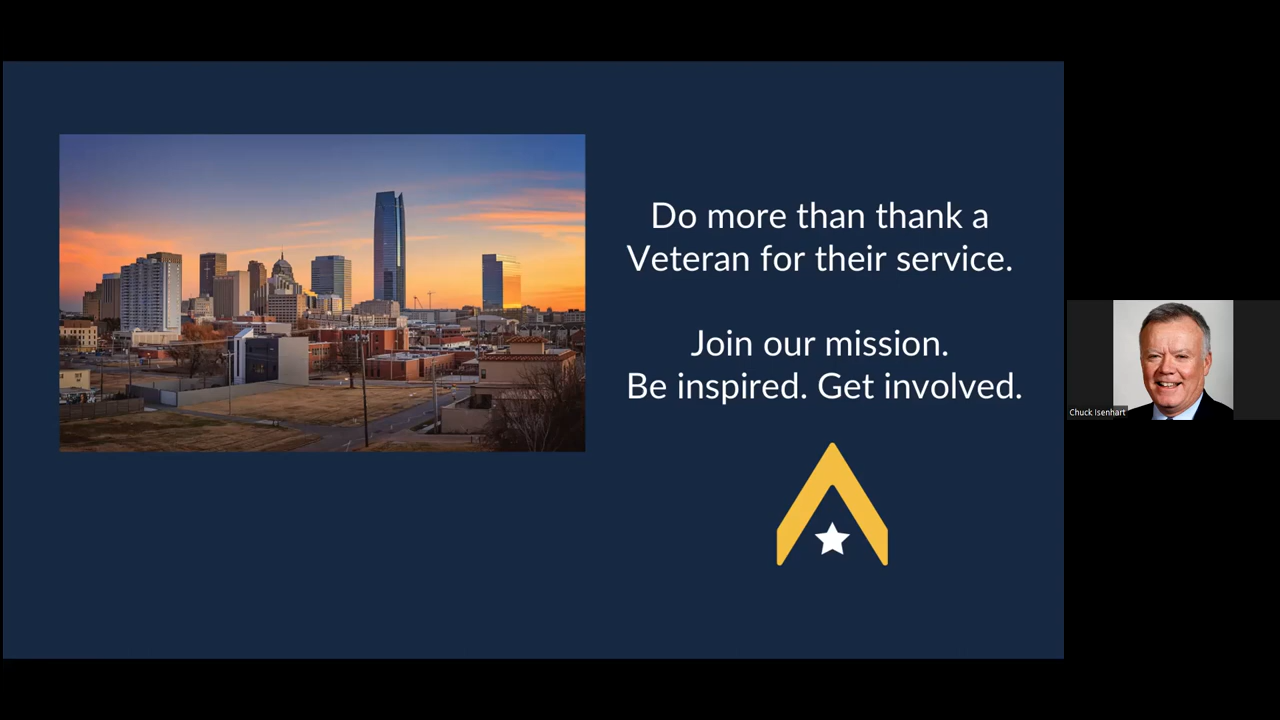 Do more than thank a
Veteran for their service.
Join our mission.
Be inspired. Get involved.
Chuck Isenhart